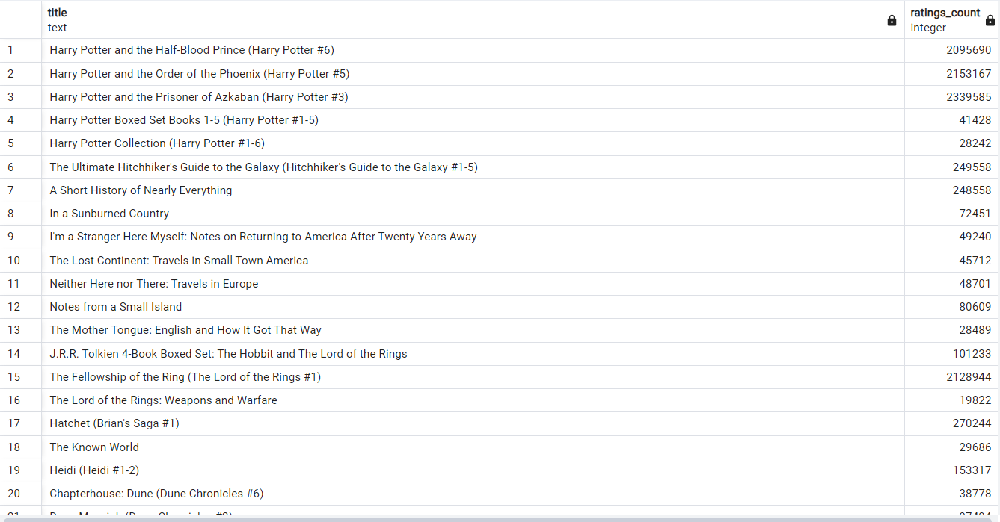 title ratings_count
text integer
1 Harry Potter and the Half-Blood Prince (Harry Potter #6) 2095690
2 Harry Potter and the Order of the Phoenix (Harry Potter #5) 2153167
3 Harry Potter and the Prisoner of Azkaban (Harry Potter #3) 2339585
4 Harry Potter Boxed Set Books 1-5 (Harry Potter #1-5) 41428
5 Harry Potter Collection (Harry Potter #1-6) 28242
6 The Ultimate Hitchhiker's Guide to the Galaxy (Hitchhiker's Guide to the Galaxy #1-5) 249558
7 A Short History of Nearly Everything 248558
8 In a Sunburned Country 72451
9 I'm a Stranger Here Myself: Notes on Returning to America After Twenty Years Away 49240
10 The Lost Continent: Travels in Small Town America 45712
11 Neither Here nor There: Travels in Europe 48701
12 Notes from a Small Island 80609
13 The Mother Tongue: English and How It Got That Way 28489
14 J.R.R. Tolkien 4-Book Boxed Set: The Hobbit and The Lord of the Rings 101233
15 The Fellowship of the Ring (The Lord of the Rings #1) 2128944
16 The Lord of the Rings: Weapons and Warfare 19822
17 Hatchet (Brian's Saga #1) 270244
18 The Known World 29686
19 Heidi (Heidi #1-2) 153317
20 Chapterhouse: Dune (Dune Chronicles #6) 38778